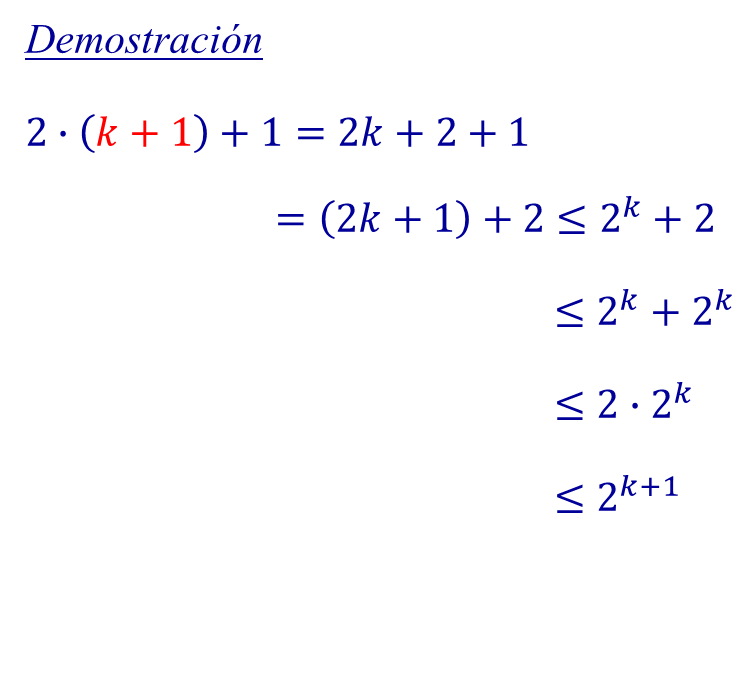 Demostración
2 · (k + 1) + 1 = 2k + 2 + 1
= (2k + 1) + 2 ≤ 2^k + 2
≤ 2^k + 2^k
≤ 2 · 2^k
≤ 2^{k+1}